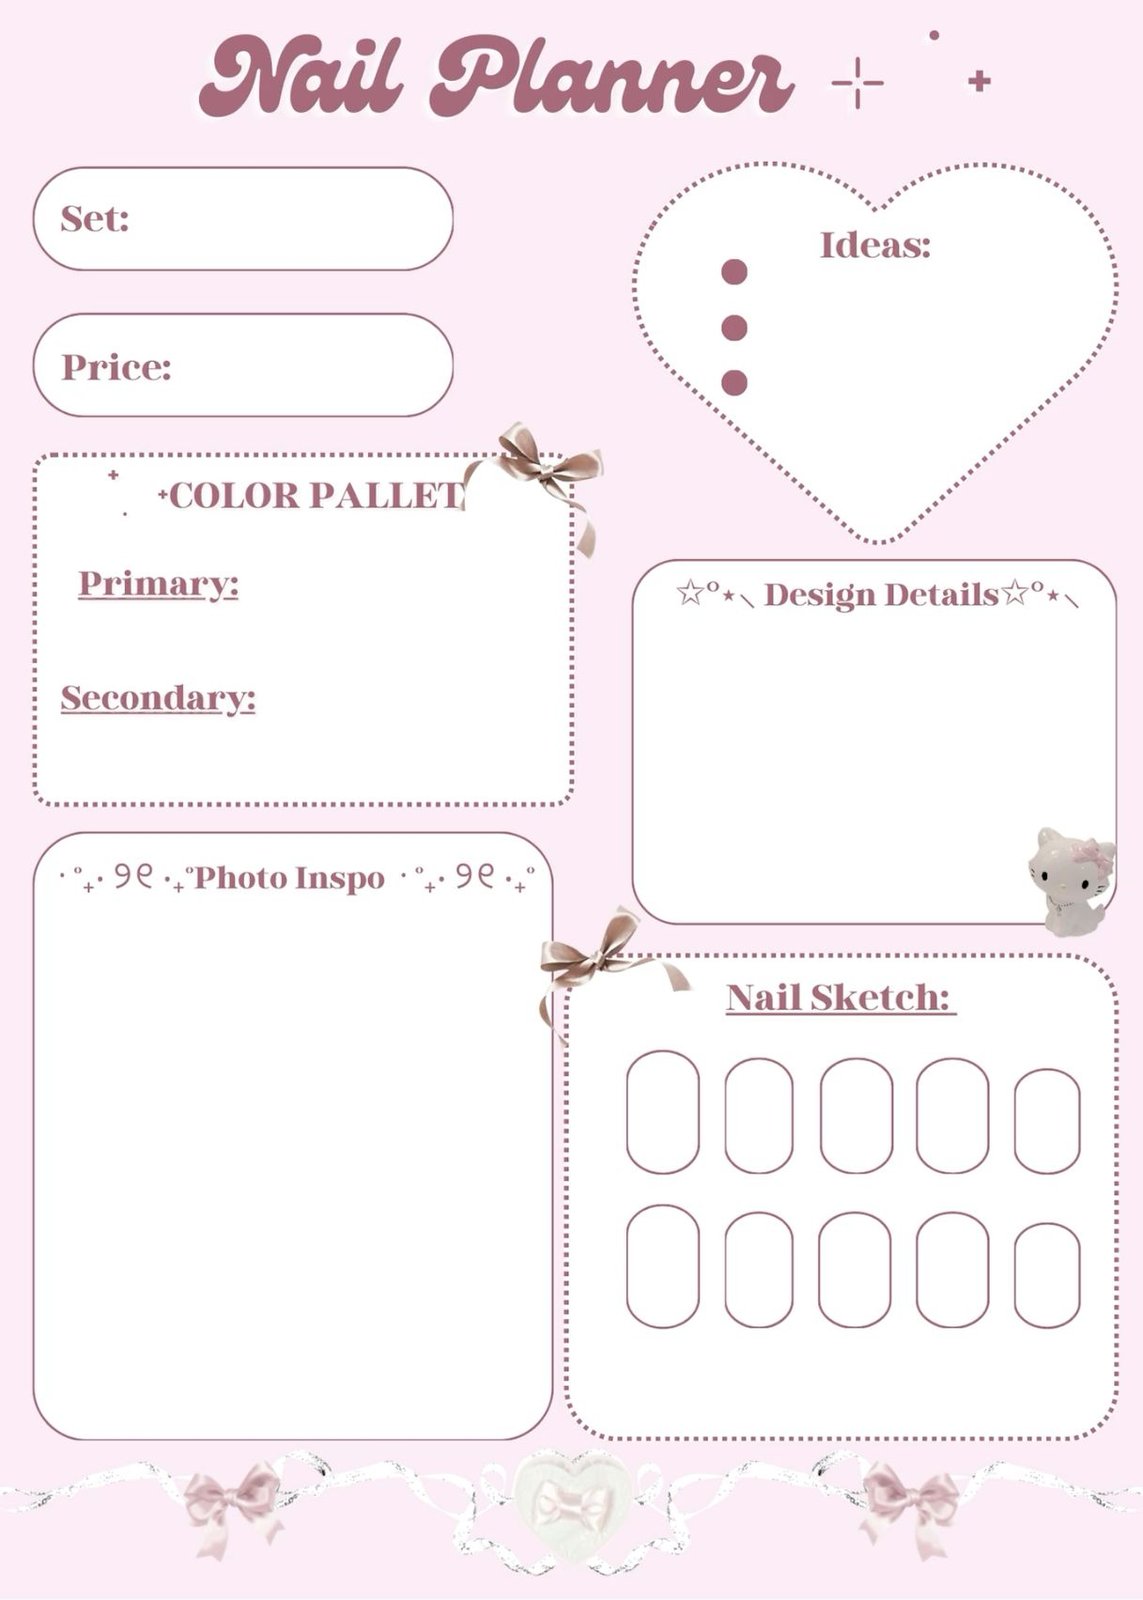 Nail Planner
Set:
Price:
Ideas:
COLOR PALLET
Primary:
Secondary:
☆°⋆⸜ Design Details☆°⋆⸜
· °₊· ୨୧ ·₊°Photo Inspo · °₊· ୨୧ ·₊°
Nail Sketch: